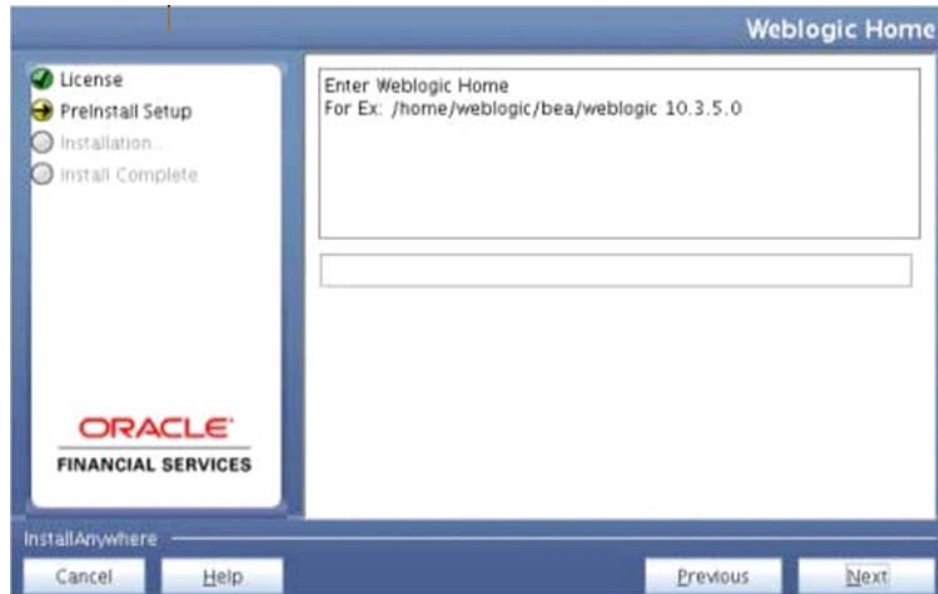 Weblogic Home
License
PreInstall Setup
Installation...
Install Complete
Enter Weblogic Home
For Ex: /home/weblogic/bea/weblogic 10.3.5.0
ORACLE
FINANCIAL SERVICES
InstallAnywhere
Cancel
Help
Previous
Next